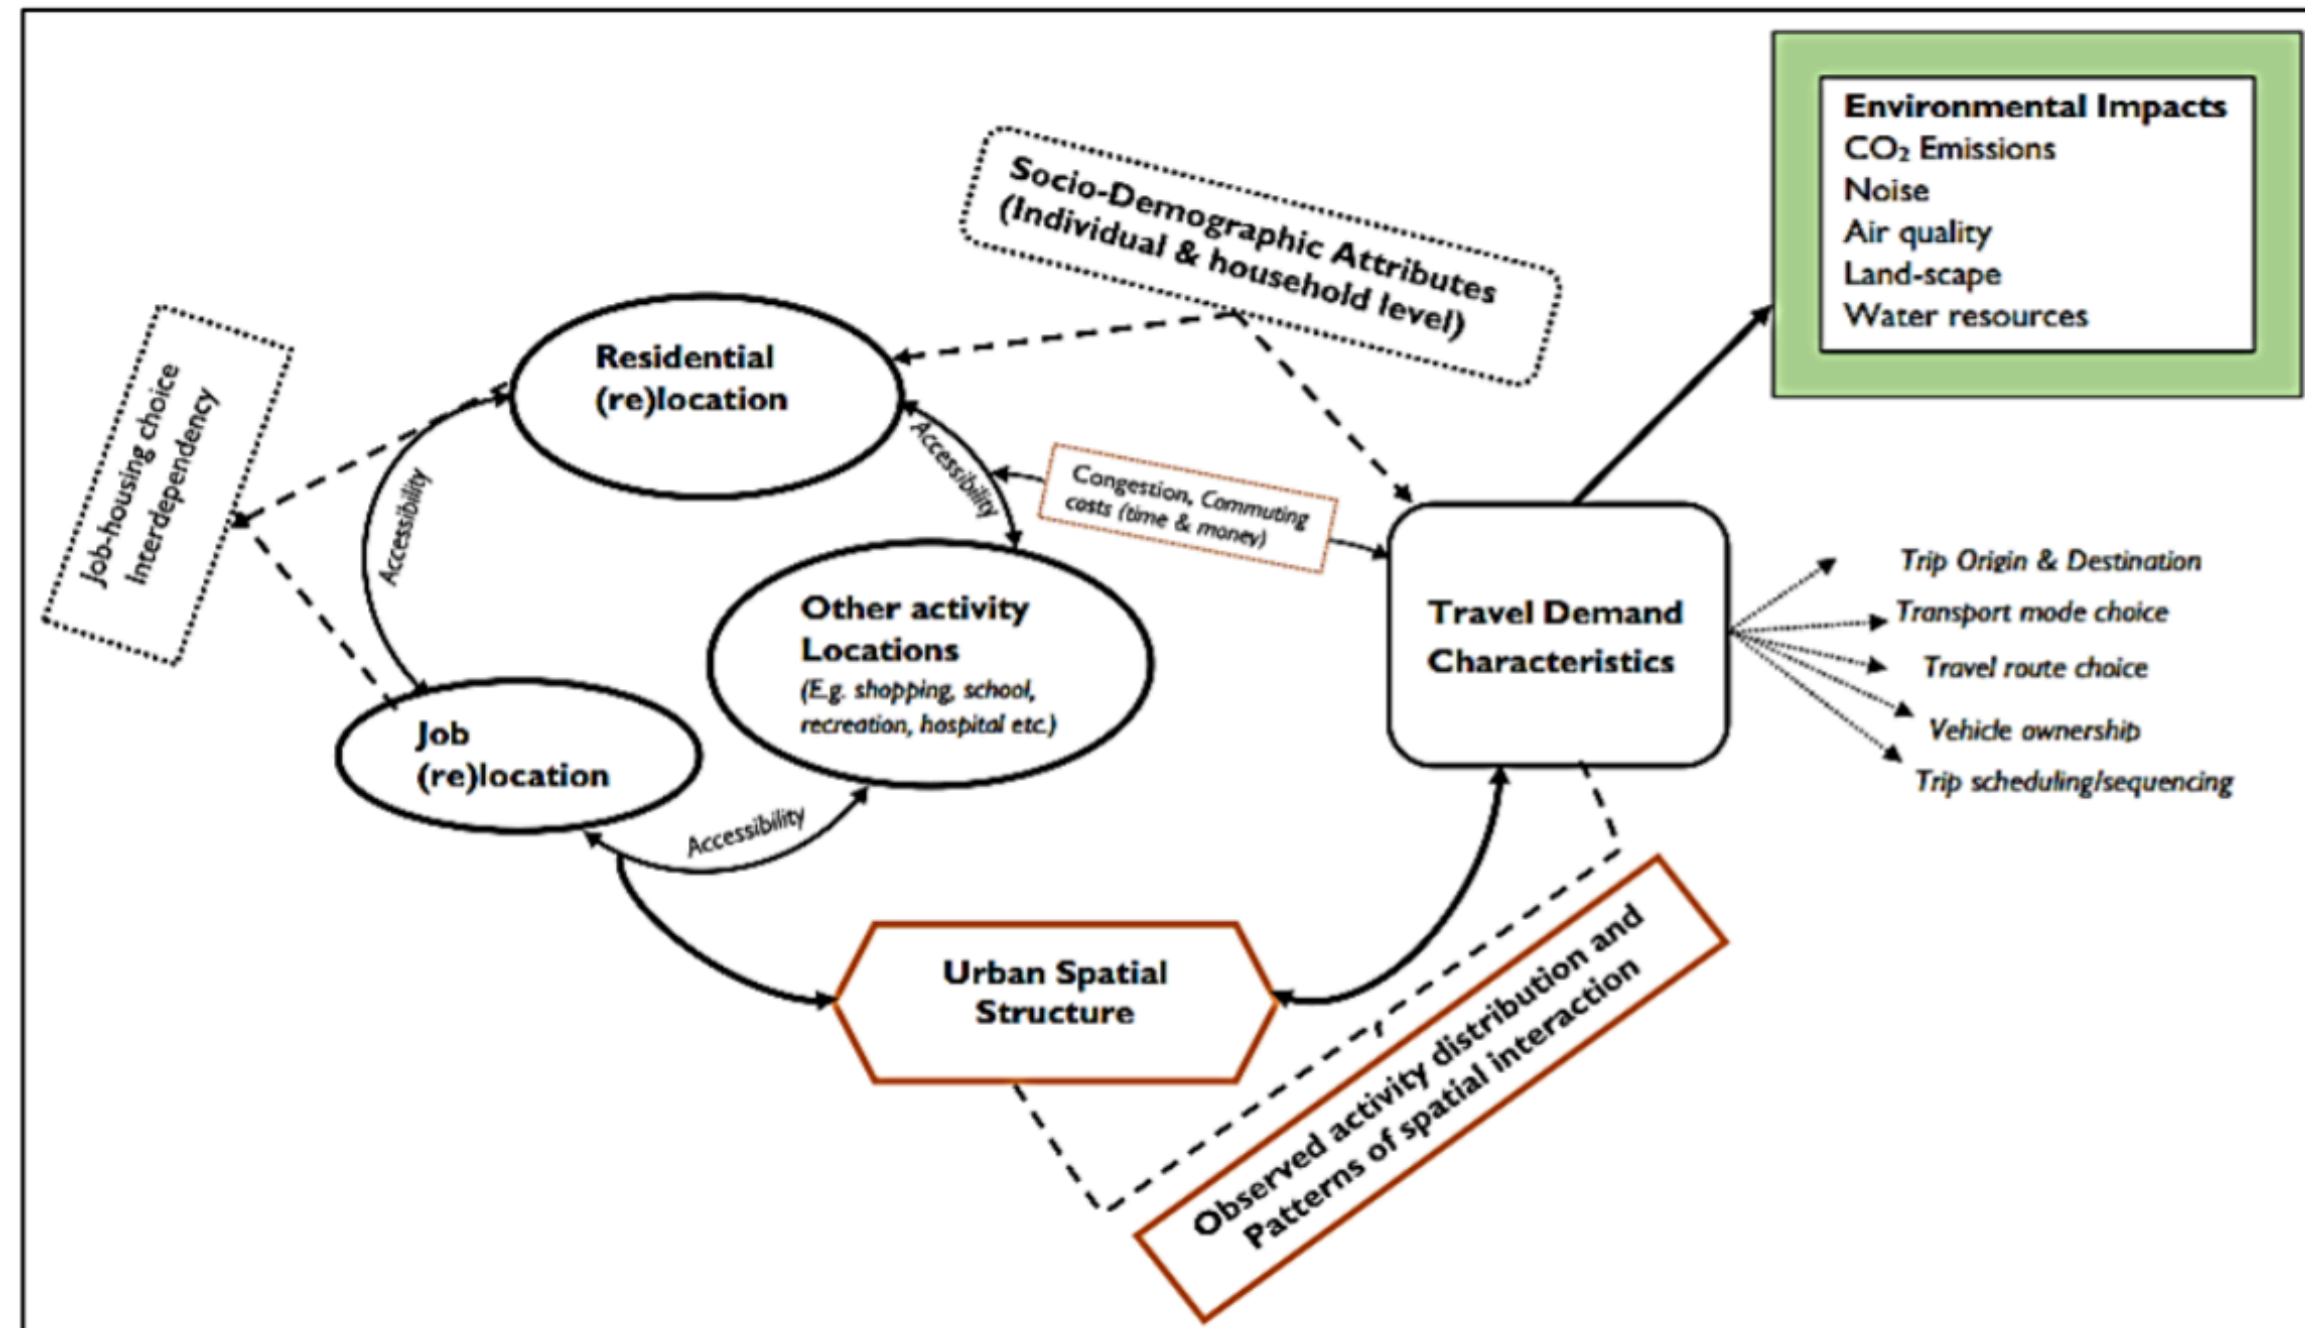 Environmental Impacts
CO₂ Emissions
Noise
Air quality
Land-scape
Water resources
Socio-Demographic Attributes
(Individual & household level)
Residential
(re)location
Job-housing choice
Interdependency
Accessibility
Accessibility
Congestion, Commuting
costs (time & money)
Other activity
Locations
(E.g. shopping, school,
recreation, hospital etc.)
Travel Demand
Characteristics
Trip Origin & Destination
Transport mode choice
Travel route choice
Vehicle ownership
Trip scheduling/sequencing
Job
(re)location
Accessibility
Urban Spatial
Structure
Observed activity distribution and
Patterns of spatial interaction